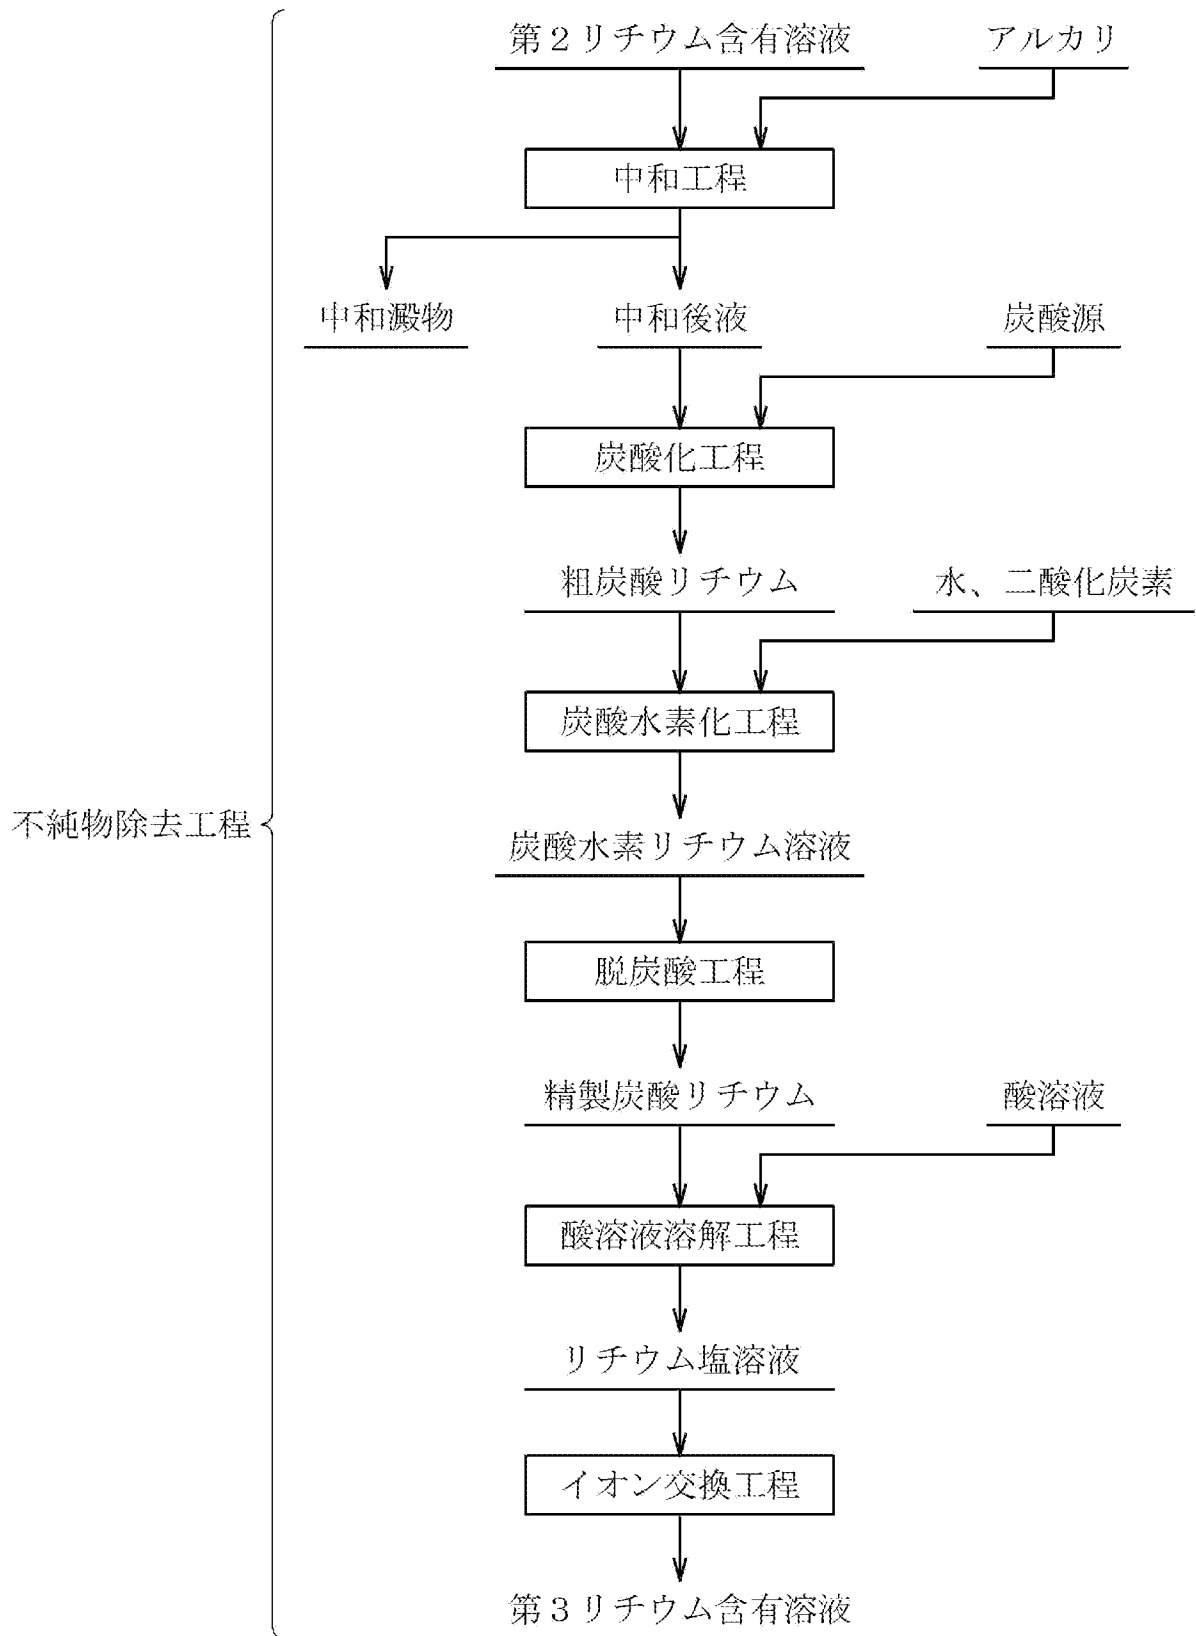 第2リチウム含有溶液
アルカリ
中和工程
中和澱物
中和後液
炭酸源
炭酸化工程
粗炭酸リチウム
水、二酸化炭素
炭酸水素化工程
不純物除去工程
炭酸水素リチウム溶液
脱炭酸工程
精製炭酸リチウム
酸溶液
酸溶液溶解工程
リチウム塩溶液
イオン交換工程
第3リチウム含有溶液